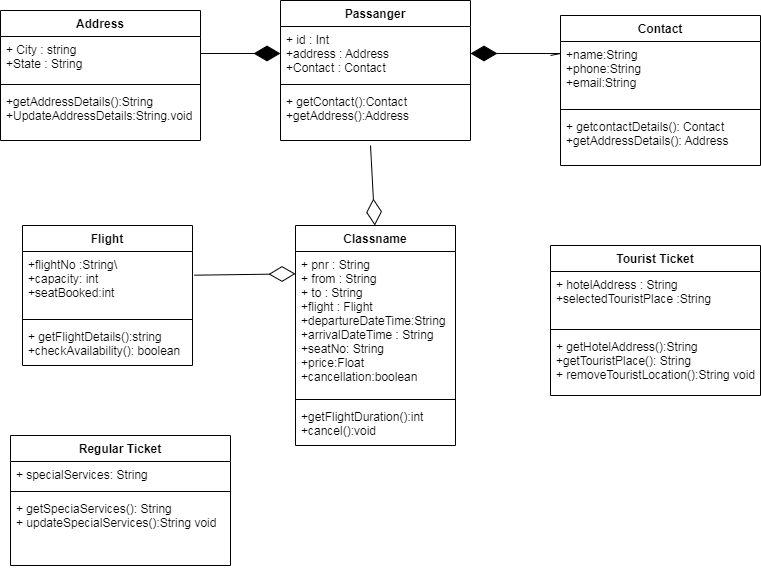 Address
+ City : string
+State : String
+getAddressDetails():String
+UpdateAddressDetails:String.void
Passanger
+ id : Int
+address : Address
+Contact : Contact
+ getContact():Contact
+getAddress():Address
Contact
+name:String
+phone:String
+email:String
+ getcontactDetails(): Contact
+getAddressDetails(): Address
Flight
+flightNo :String\
+capacity: int
+seatBooked:int
+ getFlightDetails():string
+checkAvailability(): boolean
Classname
+ pnr : String
+ from : String
+ to : String
+flight : Flight
+departureDateTime:String
+arrivalDateTime : String
+seatNo: String
+price:Float
+cancellation:boolean
+getFlightDuration():int
+cancel():void
Tourist Ticket
+ hotelAddress : String
+selectedTouristPlace :String
+ getHotelAddress():String
+getTouristPlace(): String
+ removeTouristLocation():String void
Regular Ticket
+ specialServices: String
+ getSpeciaServices(): String
+ updateSpecialServices():String void